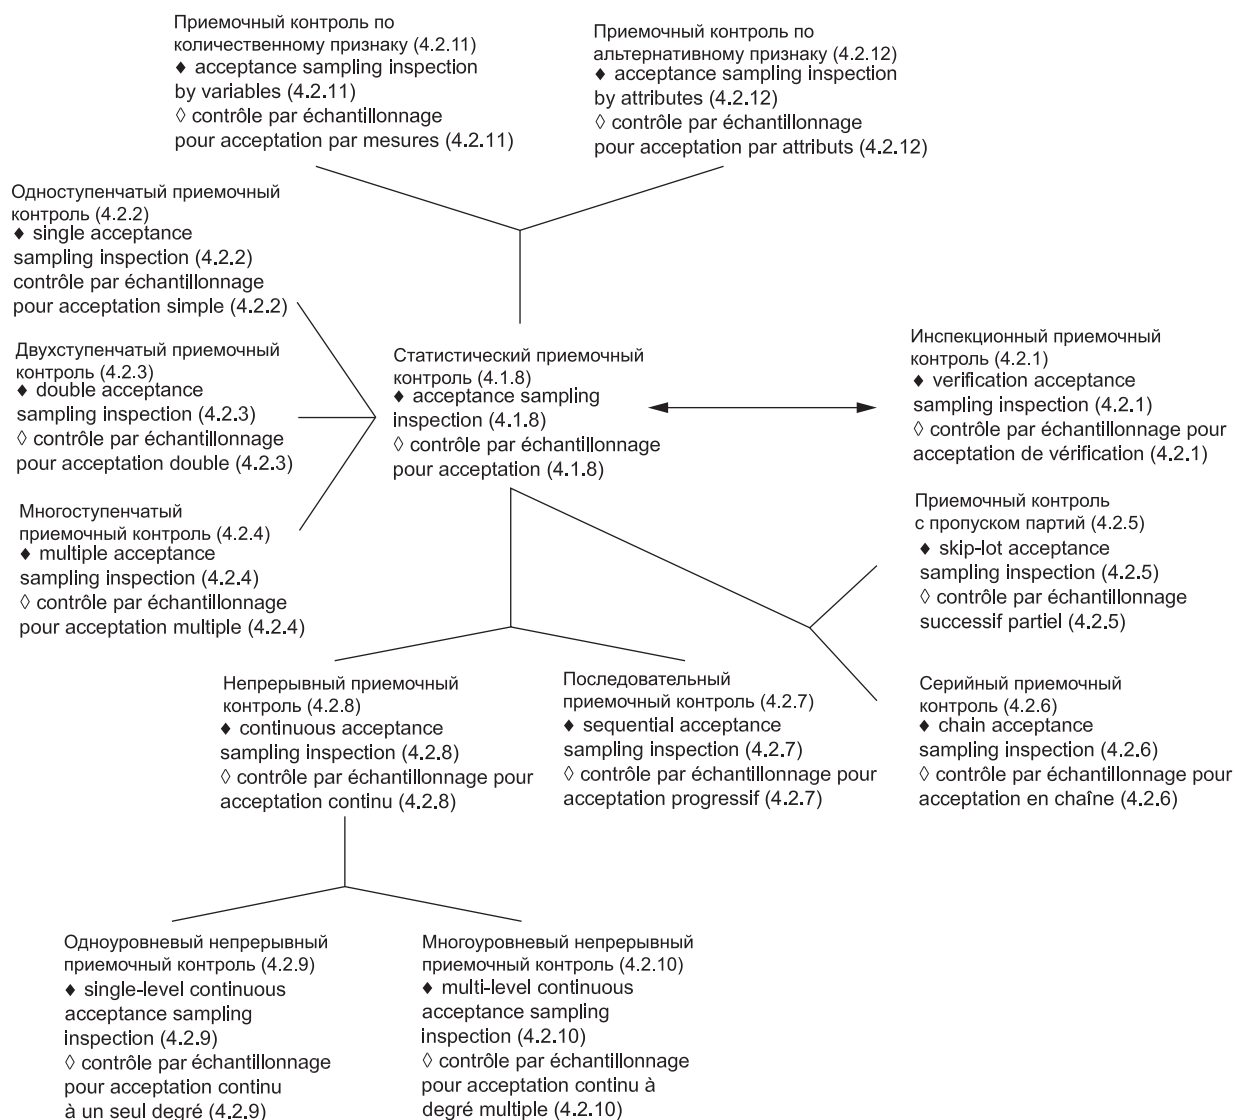 Приемочный контроль по
количественному признаку (4.2.11)
♦ acceptance sampling inspection
by variables (4.2.11)
◊ contrôle par échantillonnage
pour acceptation par mesures (4.2.11)
Приемочный контроль по
альтернативному признаку (4.2.12)
♦ acceptance sampling inspection
by attributes (4.2.12)
◊ contrôle par échantillonnage
pour acceptation par attributs (4.2.12)
Одноступенчатый приемочный
контроль (4.2.2)
♦ single acceptance
sampling inspection (4.2.2)
contrôle par échantillonnage
pour acceptation simple (4.2.2)
Двухступенчатый приемочный
контроль (4.2.3)
♦ double acceptance
sampling inspection (4.2.3)
◊ contrôle par échantillonnage
pour acceptation double (4.2.3)
Многоступенчатый
приемочный контроль (4.2.4)
♦ multiple acceptance
sampling inspection (4.2.4)
◊ contrôle par échantillonnage
pour acceptation multiple (4.2.4)
Статистический приемочный
контроль (4.1.8)
♦ acceptance sampling
inspection (4.1.8)
◊ contrôle par échantillonnage
pour acceptation (4.1.8)
Инспекционный приемочный
контроль (4.2.1)
♦ verification acceptance
sampling inspection (4.2.1)
◊ contrôle par échantillonnage pour
acceptation de vérification (4.2.1)
Приемочный контроль
с пропуском партий (4.2.5)
♦ skip-lot acceptance
sampling inspection (4.2.5)
◊ contrôle par échantillonnage
successif partiel (4.2.5)
Непрерывный приемочный
контроль (4.2.8)
♦ continuous acceptance
sampling inspection (4.2.8)
◊ contrôle par échantillonnage pour
acceptation continu (4.2.8)
Последовательный
приемочный контроль (4.2.7)
♦ sequential acceptance
sampling inspection (4.2.7)
◊ contrôle par échantillonnage pour
acceptation progressif (4.2.7)
Серийный приемочный
контроль (4.2.6)
♦ chain acceptance
sampling inspection (4.2.6)
◊ contrôle par échantillonnage pour
acceptation en chaîne (4.2.6)
Одноуровневый непрерывный
приемочный контроль (4.2.9)
♦ single-level continuous
acceptance sampling
inspection (4.2.9)
◊ contrôle par échantillonnage
pour acceptation continu
à un seul degré (4.2.9)
Многоуровневый непрерывный
приемочный контроль (4.2.10)
♦ multi-level continuous
acceptance sampling
inspection (4.2.10)
◊ contrôle par échantillonnage
pour acceptation continu à
degré multiple (4.2.10)